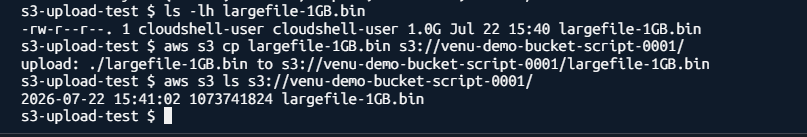 s3-upload-test $ ls -lh largefile-1GB.bin
-rw-r--r--. 1 cloudshell-user cloudshell-user 1.0G Jul 22 15:40 largefile-1GB.bin
s3-upload-test $ aws s3 cp largefile-1GB.bin s3://venu-demo-bucket-script-0001/
upload: ./largefile-1GB.bin to s3://venu-demo-bucket-script-0001/largefile-1GB.bin
s3-upload-test $ aws s3 ls s3://venu-demo-bucket-script-0001/
2026-07-22 15:41:02 1073741824 largefile-1GB.bin
s3-upload-test $